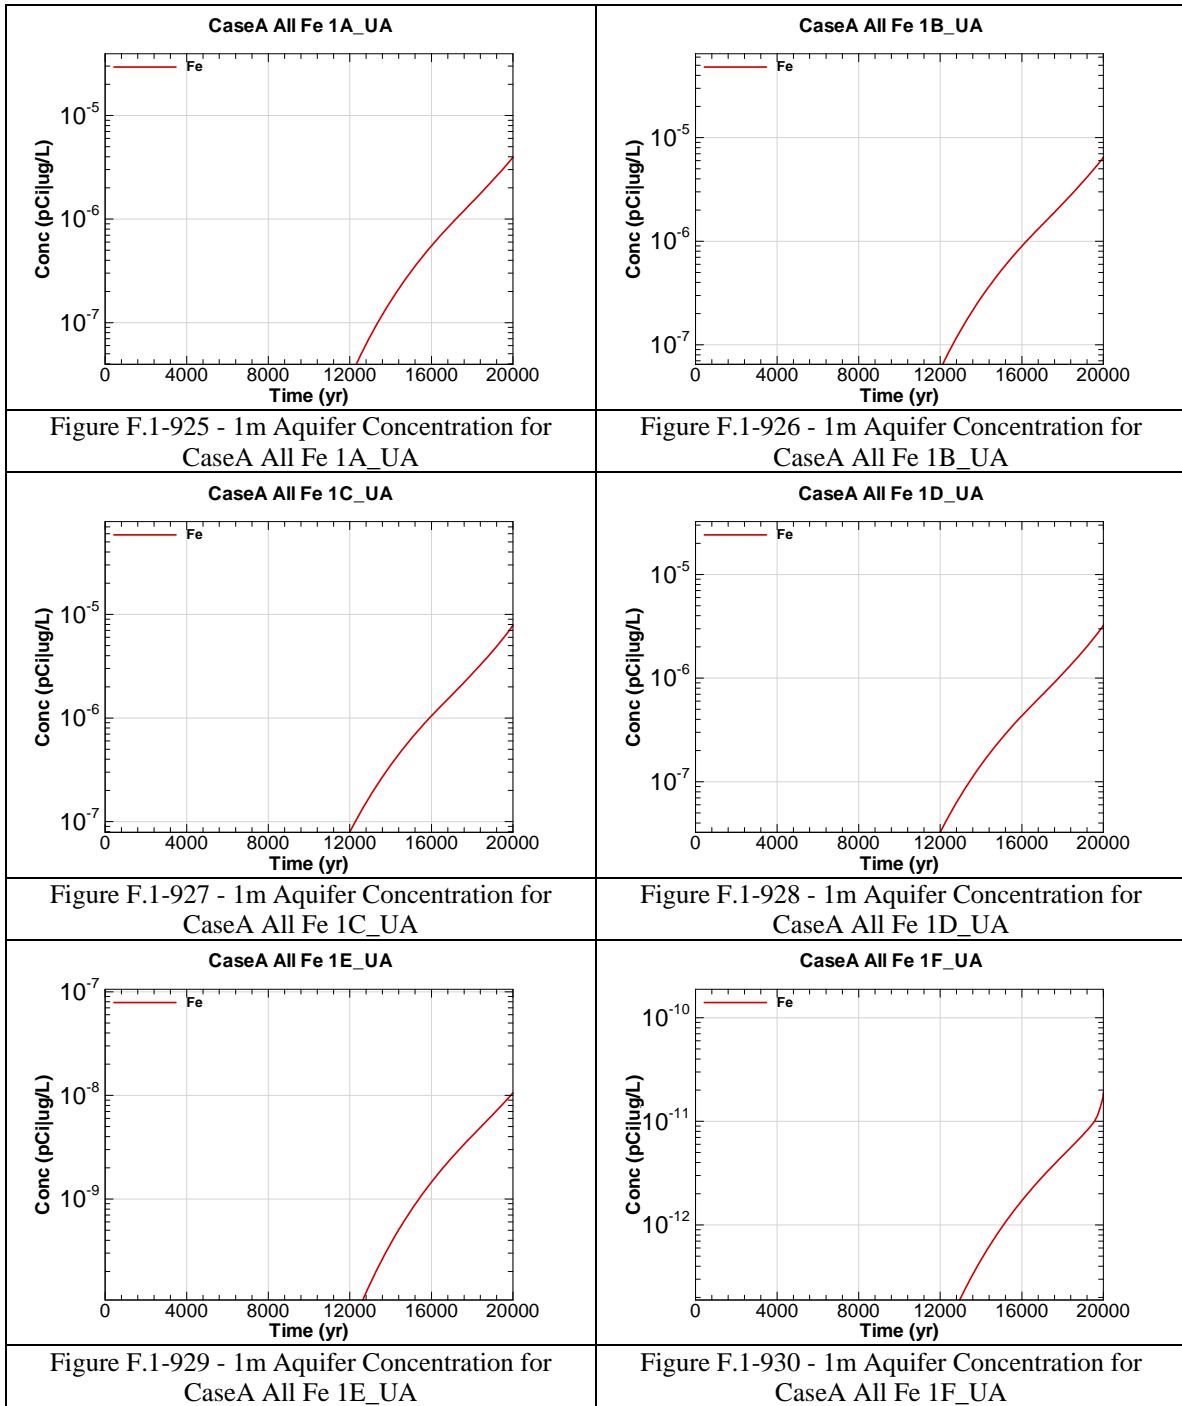 CaseA All Fe 1A_UA
Fe
10-5
10-6
10-7
Conc (pCi|ug/L)
0 4000 8000 12000 16000 20000
Time (yr)
Figure F.1-925 - 1m Aquifer Concentration for
CaseA All Fe 1A_UA
CaseA All Fe 1B_UA
Fe
10-5
10-6
10-7
Conc (pCi|ug/L)
0 4000 8000 12000 16000 20000
Time (yr)
Figure F.1-926 - 1m Aquifer Concentration for
CaseA All Fe 1B_UA
CaseA All Fe 1C_UA
Fe
10-5
10-6
10-7
Conc (pCi|ug/L)
0 4000 8000 12000 16000 20000
Time (yr)
Figure F.1-927 - 1m Aquifer Concentration for
CaseA All Fe 1C_UA
CaseA All Fe 1D_UA
Fe
10-5
10-6
10-7
Conc (pCi|ug/L)
0 4000 8000 12000 16000 20000
Time (yr)
Figure F.1-928 - 1m Aquifer Concentration for
CaseA All Fe 1D_UA
CaseA All Fe 1E_UA
Fe
10-7
10-8
10-9
Conc (pCi|ug/L)
0 4000 8000 12000 16000 20000
Time (yr)
Figure F.1-929 - 1m Aquifer Concentration for
CaseA All Fe 1E_UA
CaseA All Fe 1F_UA
Fe
10-10
10-11
10-12
Conc (pCi|ug/L)
0 4000 8000 12000 16000 20000
Time (yr)
Figure F.1-930 - 1m Aquifer Concentration for
CaseA All Fe 1F_UA